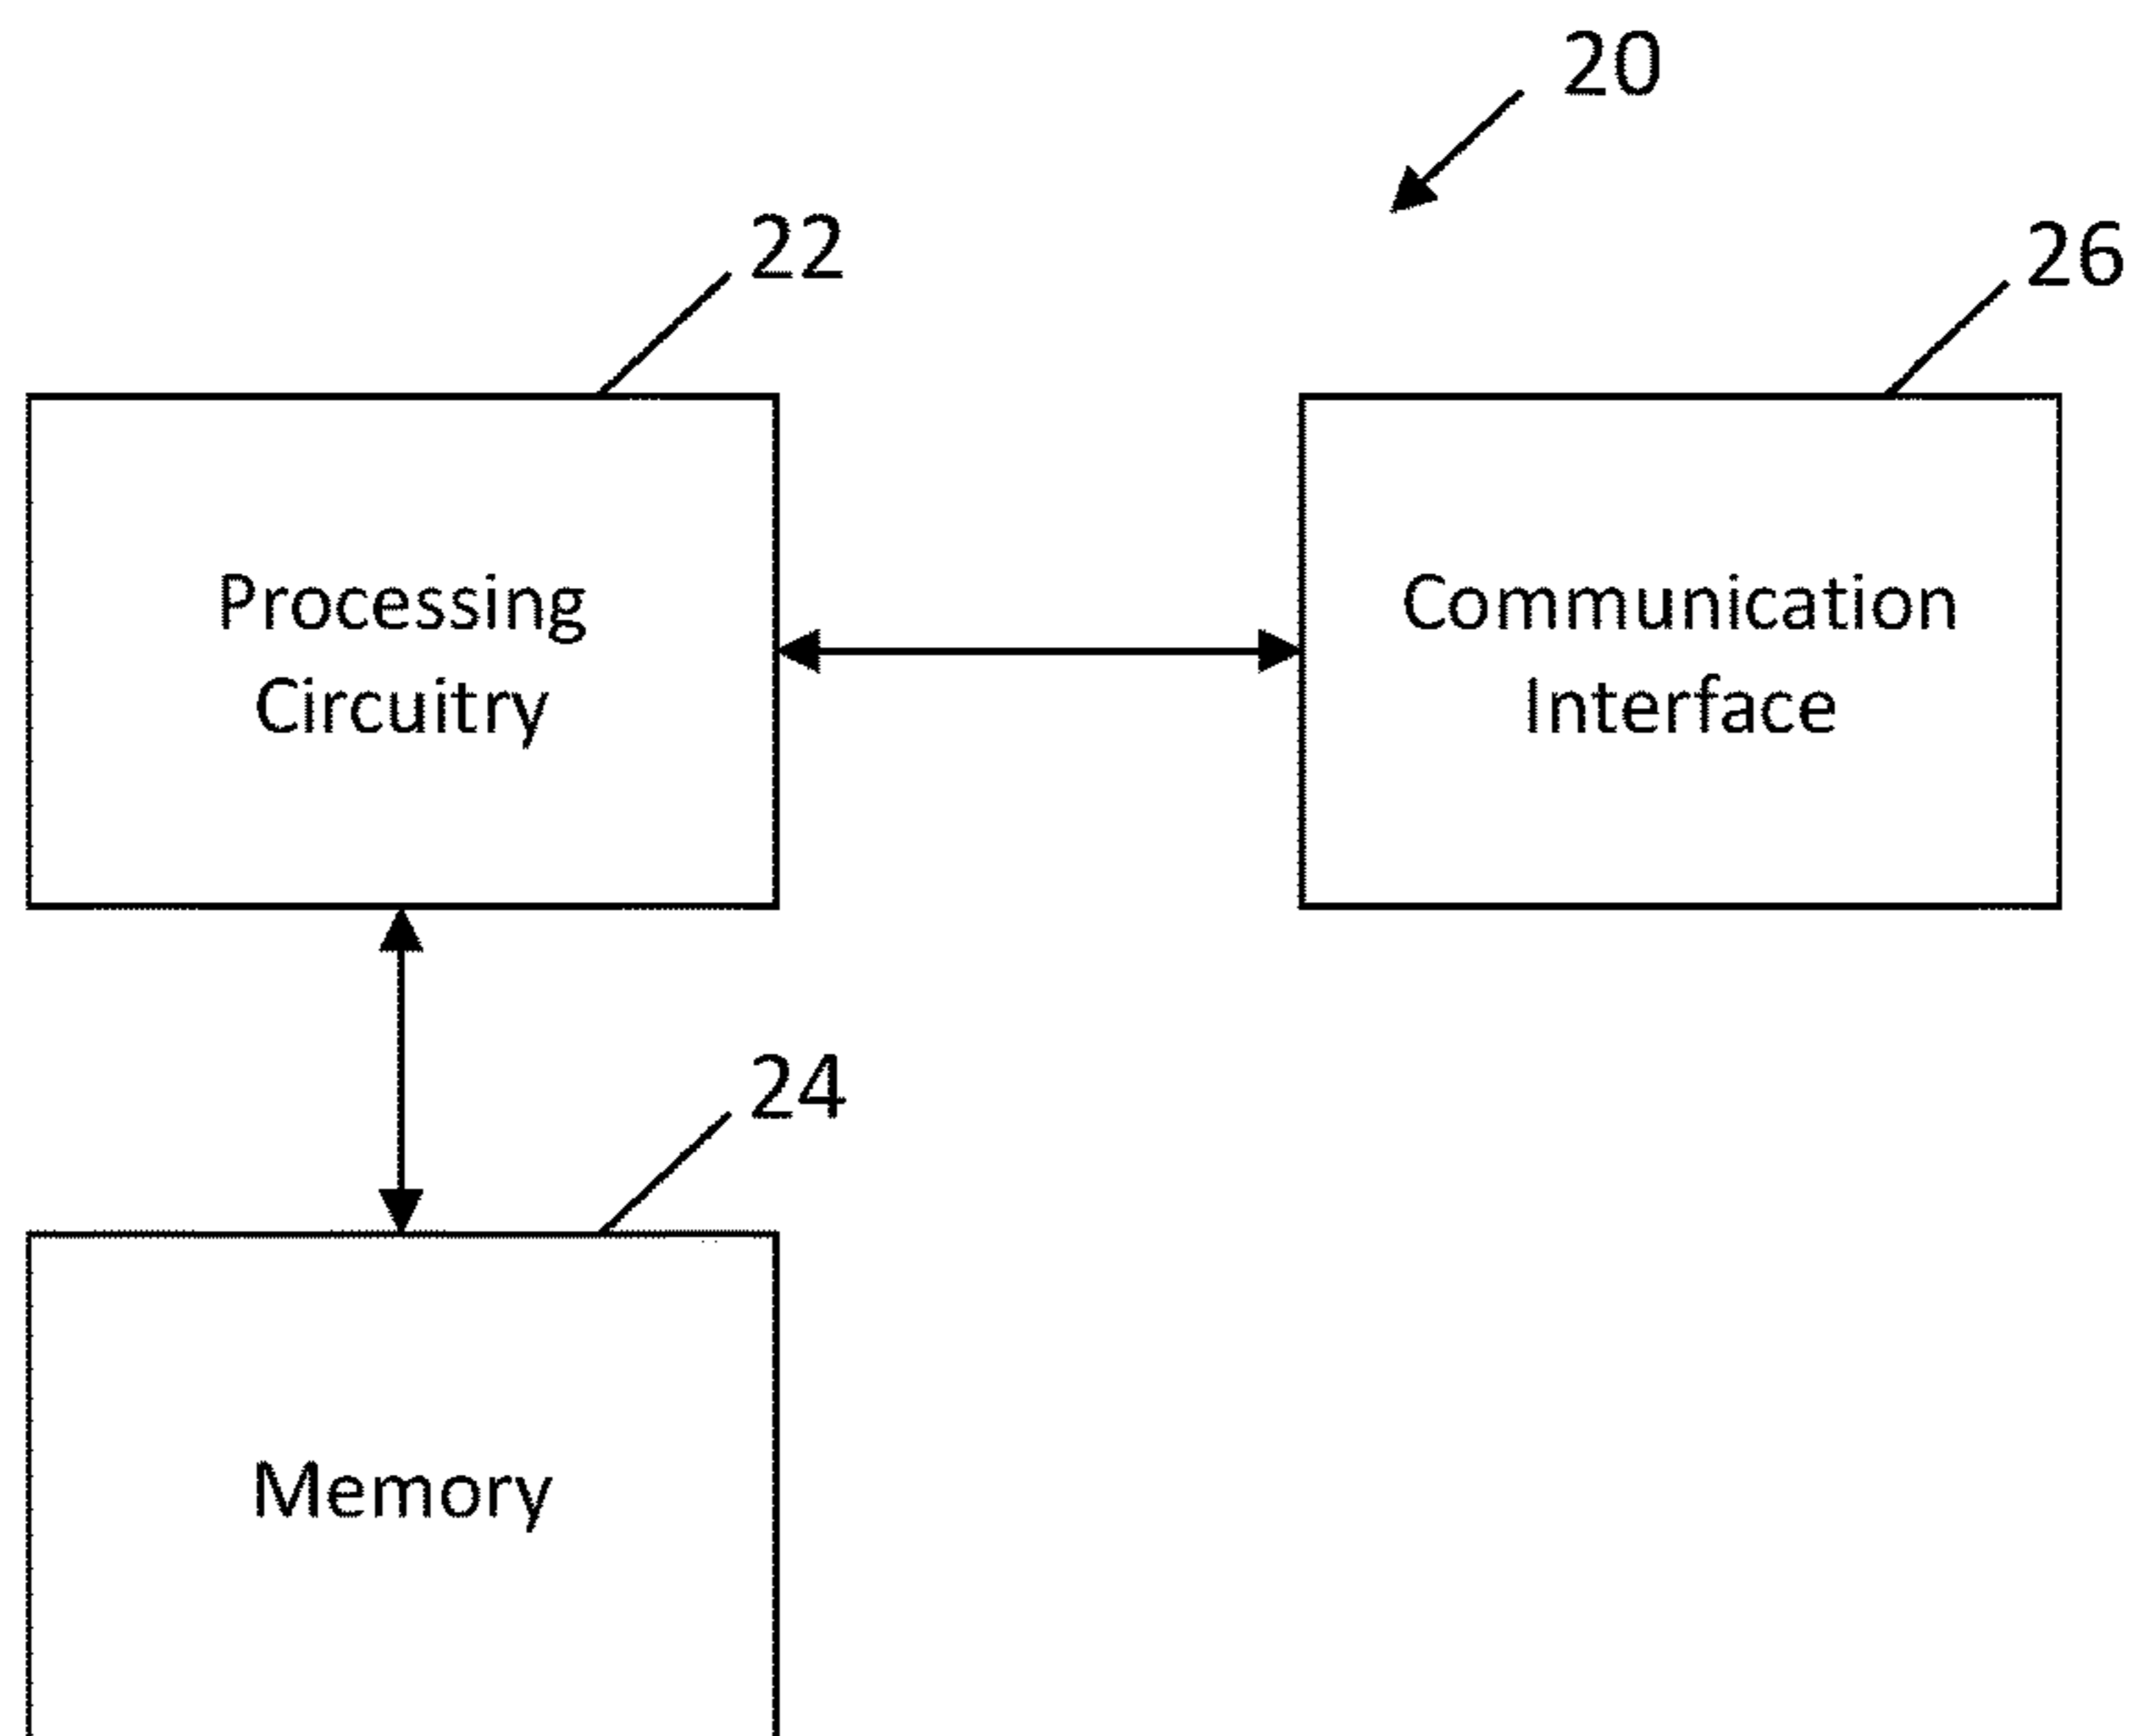 20
22
26
Processing
Circuitry
Communication
Interface
24
Memory